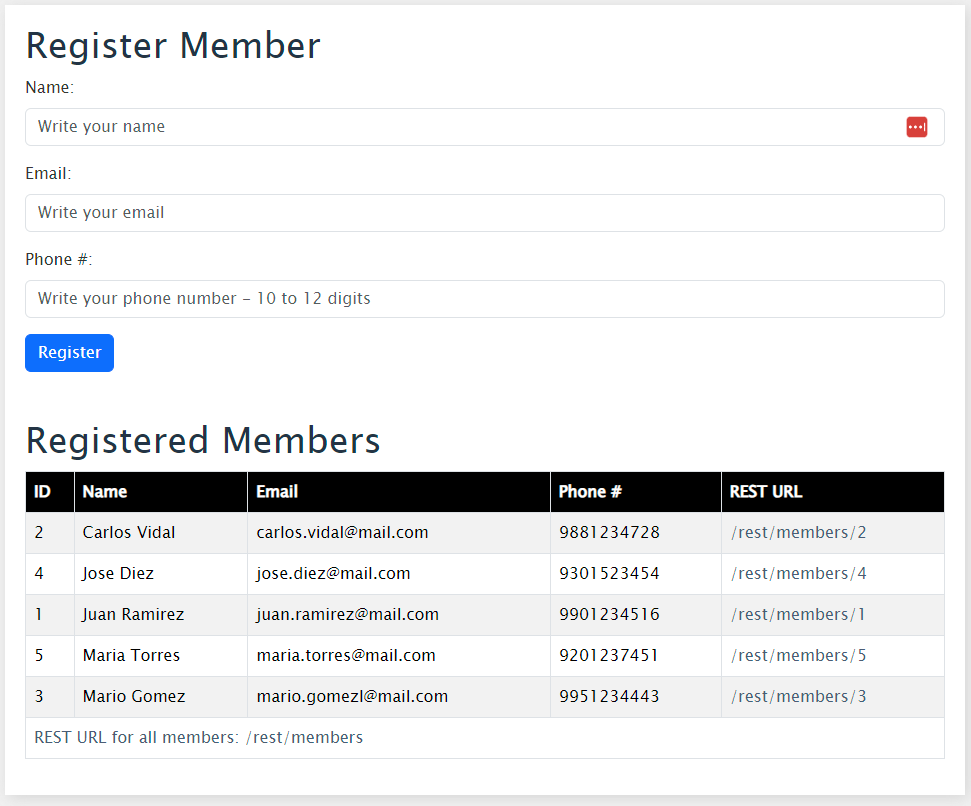 Register Member
Name:
Write your name
Email:
Write your email
Phone #:
Write your phone number – 10 to 12 digits
Register
Registered Members
ID Name Email Phone # REST URL
2 Carlos Vidal carlos.vidal@mail.com 9881234728 /rest/members/2
4 Jose Diez jose.diez@mail.com 9301523454 /rest/members/4
1 Juan Ramirez juan.ramirez@mail.com 9901234516 /rest/members/1
5 Maria Torres maria.torres@mail.com 9201237451 /rest/members/5
3 Mario Gomez mario.gomezl@mail.com 9951234443 /rest/members/3
REST URL for all members: /rest/members